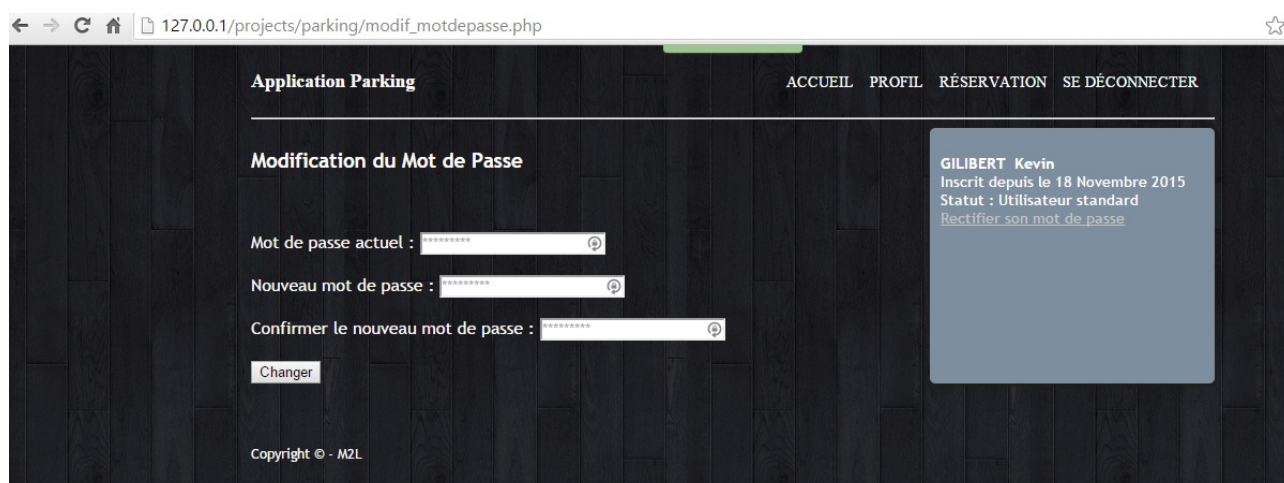 127.0.0.1/projects/parking/modif_motdepasse.php
Application Parking ACCUEIL PROFIL RÉSERVATION SE DÉCONNECTER
Modification du Mot de Passe
GILIBERT Kevin
Inscrit depuis le 18 Novembre 2015
Statut : Utilisateur standard
Rectifier son mot de passe
Mot de passe actuel : *********
Nouveau mot de passe : *********
Confirmer le nouveau mot de passe : *********
Changer
Copyright © - M2L